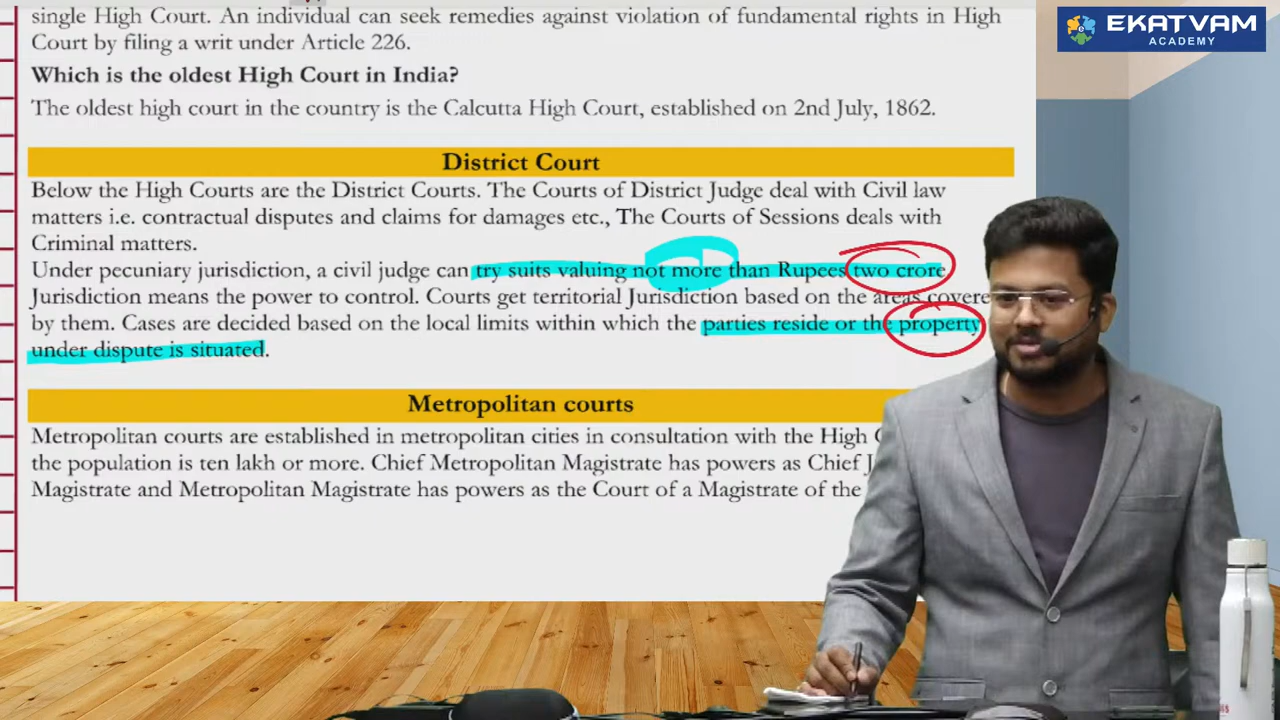 single High Court. An individual can seek remedies against violation of fundamental rights in High
Court by filing a writ under Article 226.
Which is the oldest High Court in India?
The oldest high court in the country is the Calcutta High Court, established on 2nd July, 1862.
District Court
Below the High Courts are the District Courts. The Courts of District Judge deal with Civil law
matters i.e. contractual disputes and claims for damages etc., The Courts of Sessions deals with
Criminal matters.
Under pecuniary jurisdiction, a civil judge can try suits valuing not more than Rupees two crore
Jurisdiction means the power to control. Courts get territorial Jurisdiction based on the areas covere
by them. Cases are decided based on the local limits within which the parties reside or the property
under dispute is situated.
Metropolitan courts
Metropolitan courts are established in metropolitan cities in consultation with the High
the population is ten lakh or more. Chief Metropolitan Magistrate has powers as Chief
Magistrate and Metropolitan Magistrate has powers as the Court of a Magistrate of the
EKATVAM
ACADEMY